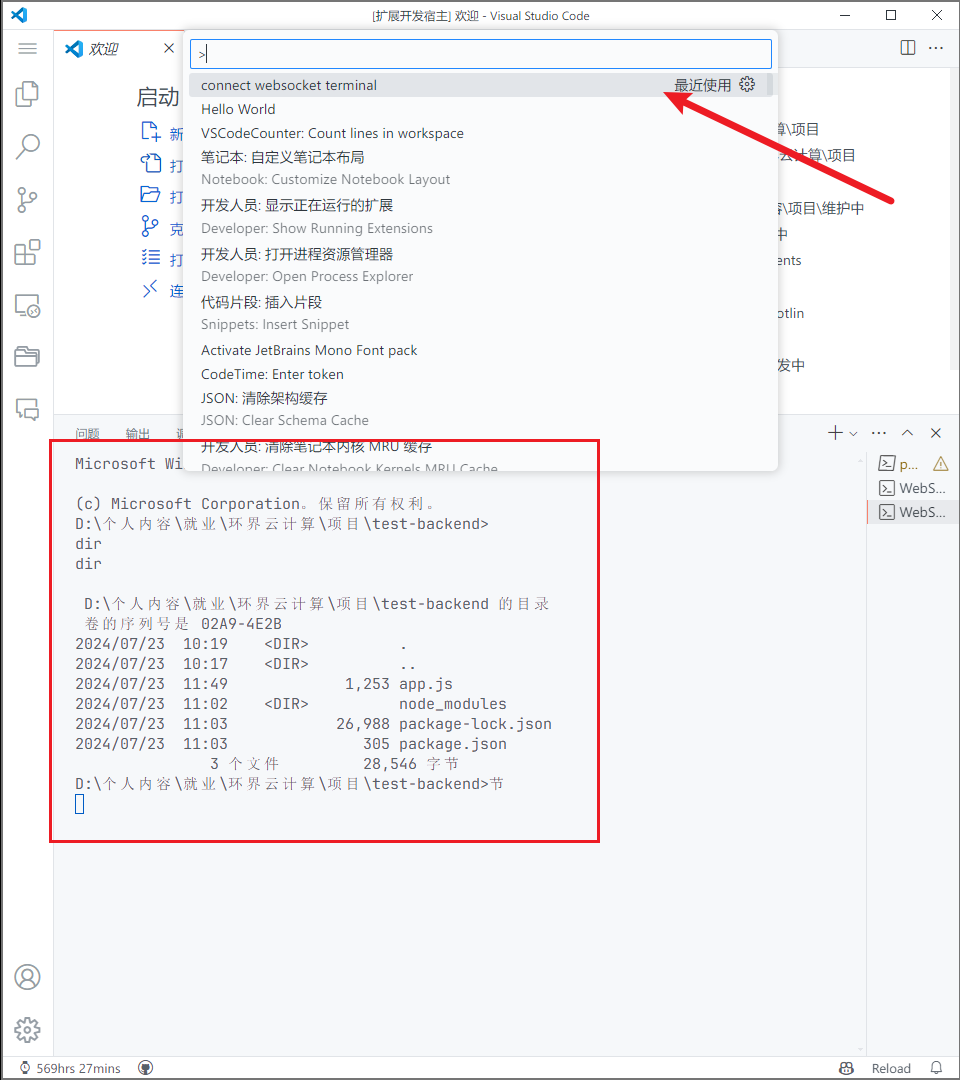 [扩展开发宿主] 欢迎 - Visual Studio Code
欢迎
>
connect websocket terminal 最近使用
Hello World
VSCodeCounter: Count lines in workspace
笔记本: 自定义笔记本布局
Notebook: Customize Notebook Layout
开发人员: 显示正在运行的扩展
Developer: Show Running Extensions
开发人员: 打开进程资源管理器
Developer: Open Process Explorer
代码片段: 插入片段
Snippets: Insert Snippet
Activate JetBrains Mono Font pack
CodeTime: Enter token
JSON: 清除架构缓存
JSON: Clear Schema Cache
开发人员: 清除笔记本内核 MRU 缓存
Developer: Clear Notebook Kernels MRU Cache
启动
新
打
打
克
打
连
\项目
云计算\项目
\项目\维护中
中
ents
otlin
发中
问题 输出
Microsoft Wi
(c) Microsoft Corporation。保留所有权利。
D:\个人内容\就业\环界云计算\项目\test-backend>
dir
dir
D:\个人内容\就业\环界云计算\项目\test-backend 的目录
卷的序列号是 02A9-4E2B
2024/07/23 10:19 <DIR> .
2024/07/23 10:17 <DIR> ..
2024/07/23 11:49 1,253 app.js
2024/07/23 11:02 <DIR> node_modules
2024/07/23 11:03 26,988 package-lock.json
2024/07/23 11:03 305 package.json
3 个文件 28,546 字节
D:\个人内容\就业\环界云计算\项目\test-backend>节
p...
WebS...
WebS...
569hrs 27mins
Reload